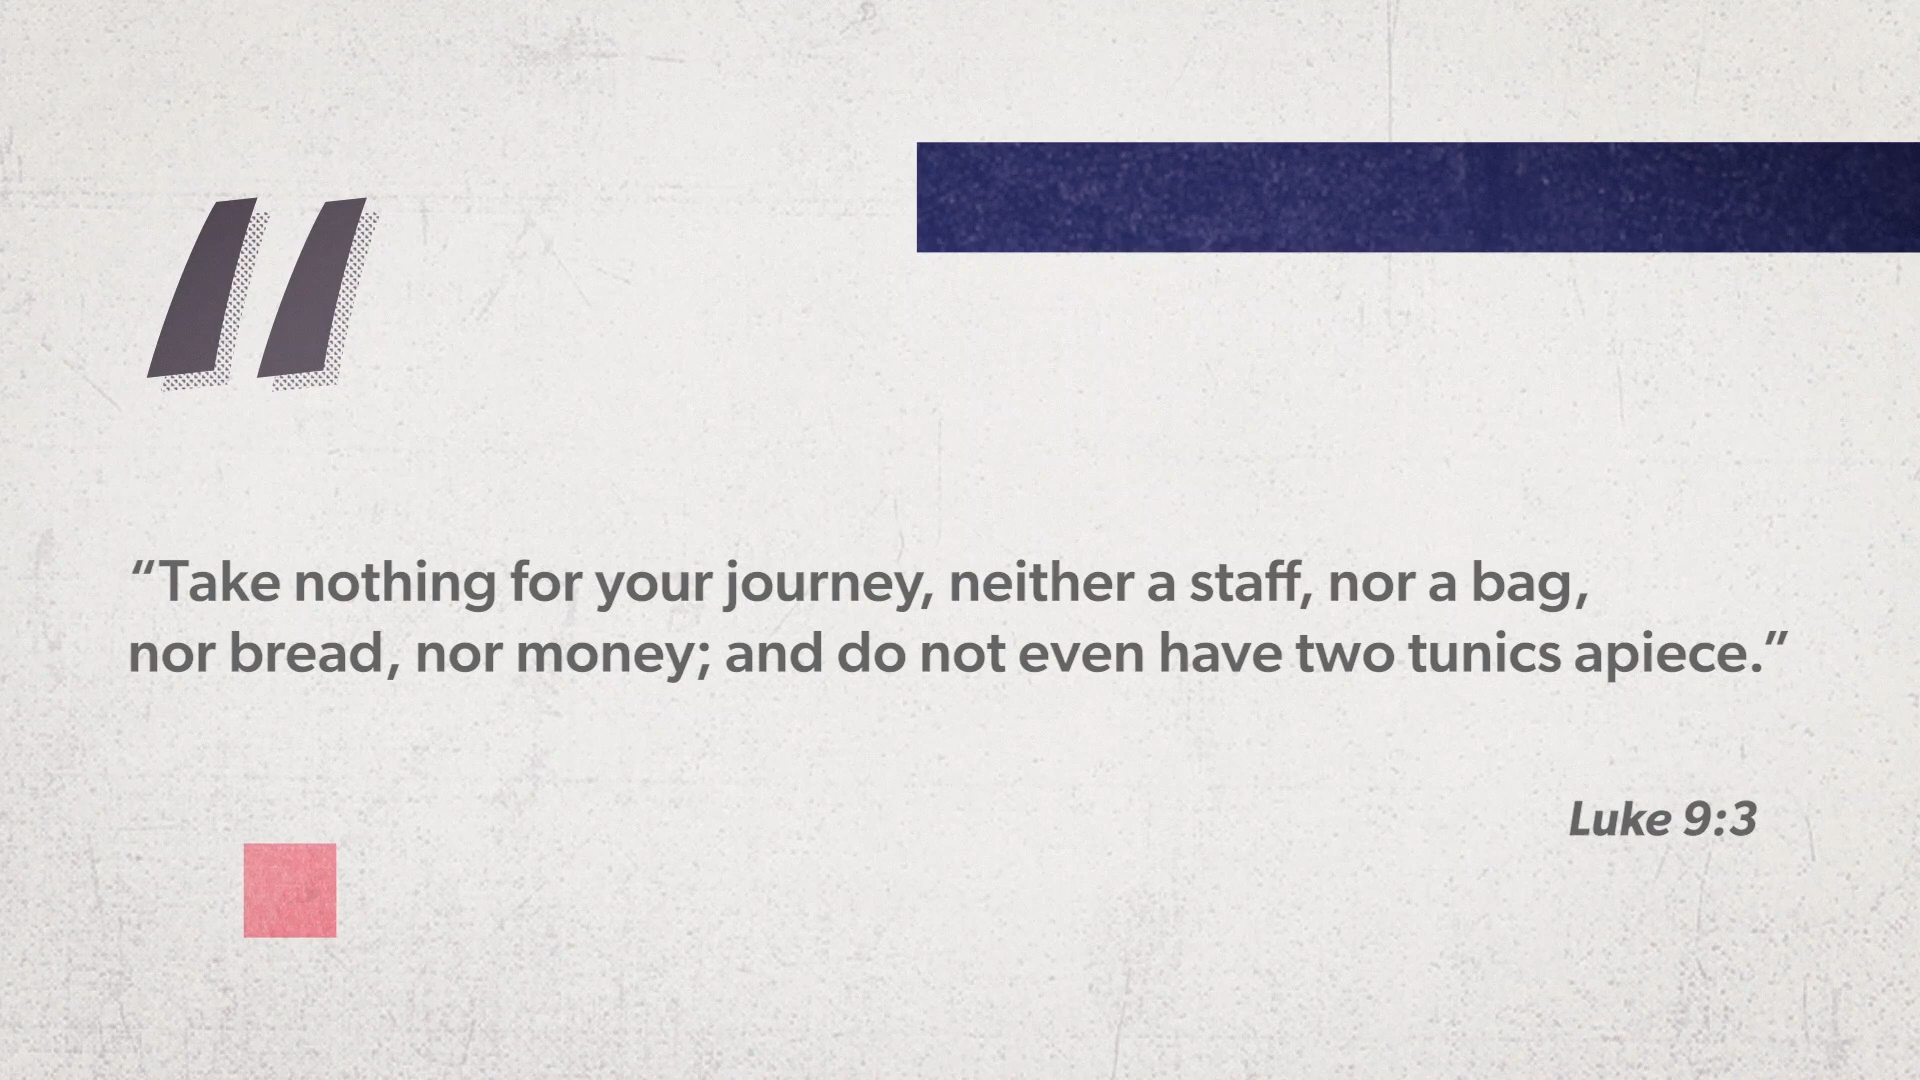 “Take nothing for your journey, neither a staff, nor a bag,
nor bread, nor money; and do not even have two tunics apiece.”
Luke 9:3